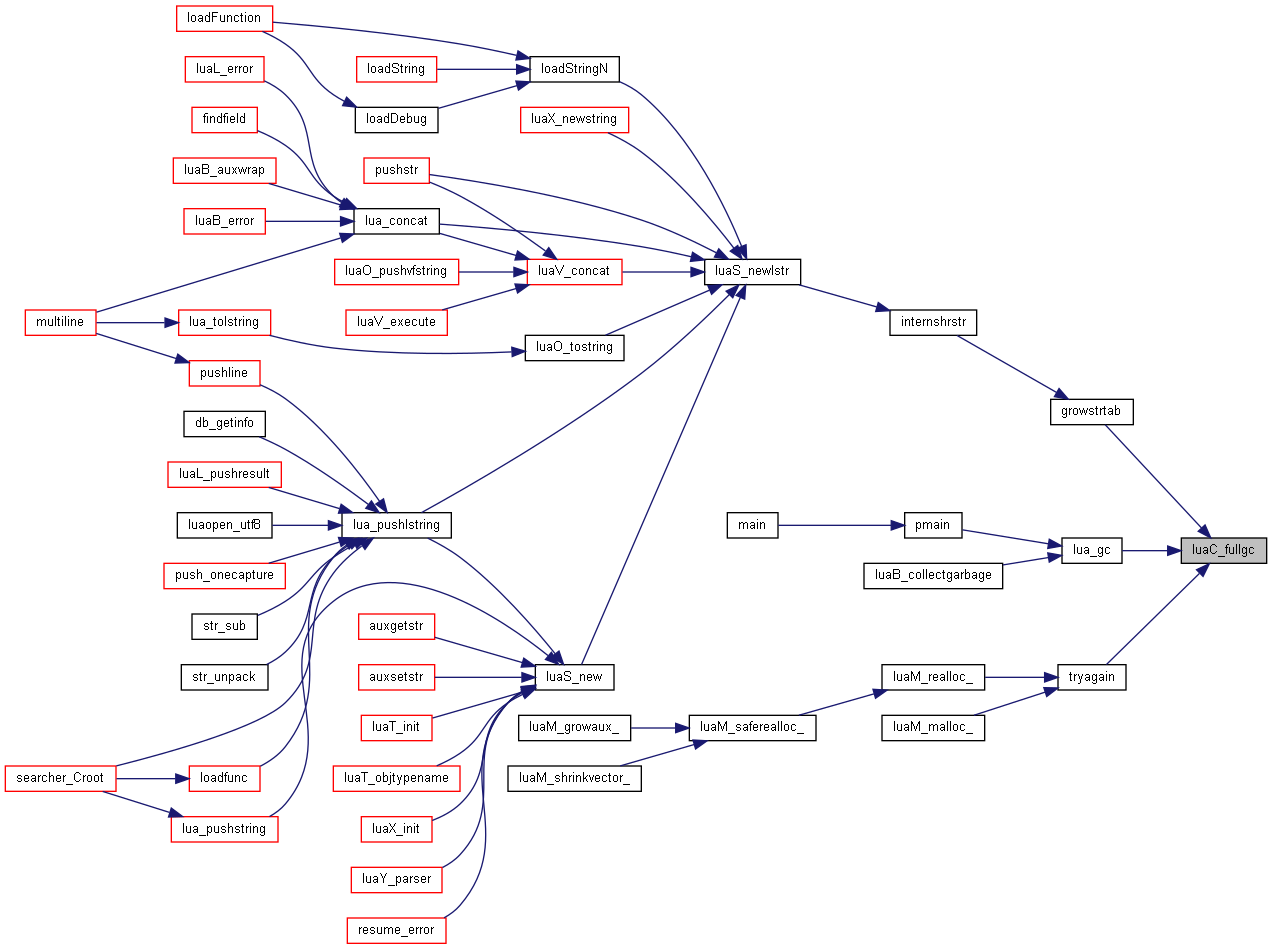 loadFunction
luaL_error
loadString
loadStringN
findfield
loadDebug
luaX_newstring
luaB_auxwrap
pushstr
luaB_error
lua_concat
luaO_pushvfstring
luaV_concat
luaS_newlstr
multiline
lua_tolstring
luaV_execute
internshrstr
luaO_tostring
pushline
db_getinfo
growstrtab
luaL_pushresult
luaopen_utf8
lua_pushlstring
main
pmain
lua_gc
luaC_fullgc
push_onecapture
luaB_collectgarbage
str_sub
auxgetstr
str_unpack
auxsetstr
luaS_new
luaM_realloc_
tryagain
luaT_init
luaM_growaux_
luaM_saferealloc_
luaM_malloc_
searcher_Croot
loadfunc
luaT_objtypename
luaM_shrinkvector_
lua_pushstring
luaX_init
luaY_parser
resume_error